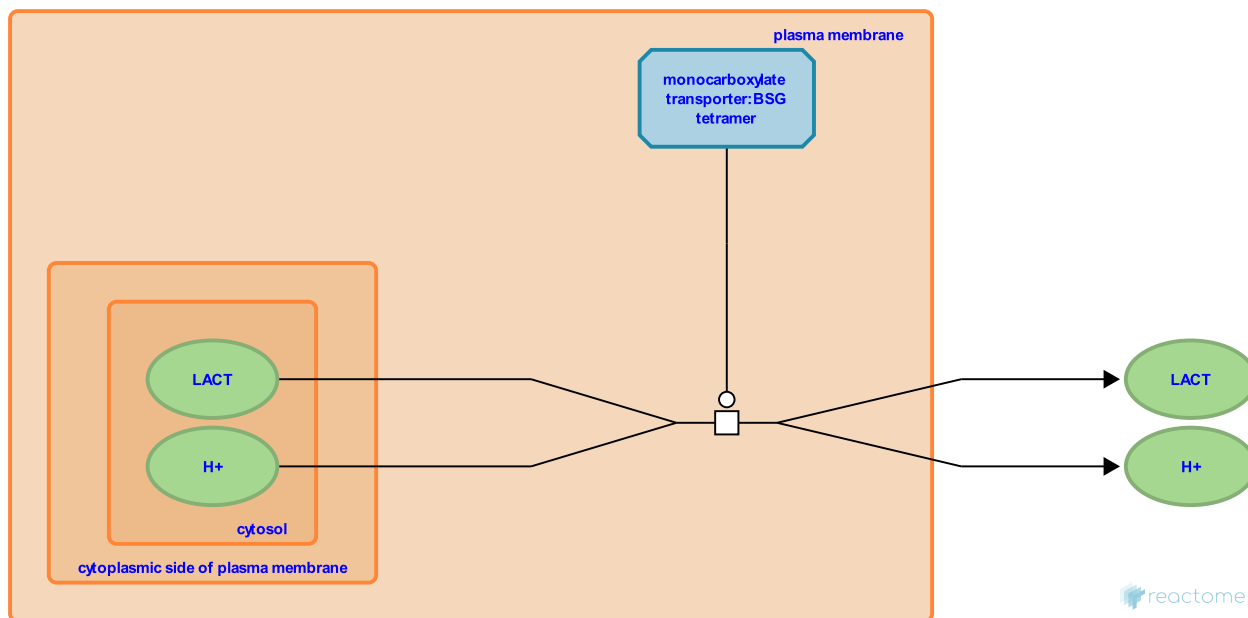 plasma membrane
monocarboxylate
transporter:BSG
tetramer
LACT
LACT
H+
H+
cytosol
cytoplasmic side of plasma membrane
reactome